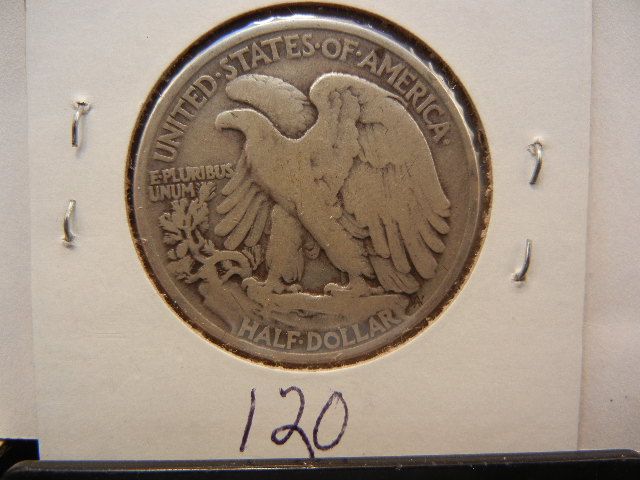 UNITED·STATES·OF·AMERICA·
E·PLURIBUS
UNUM
HALF·DOLLAR
120